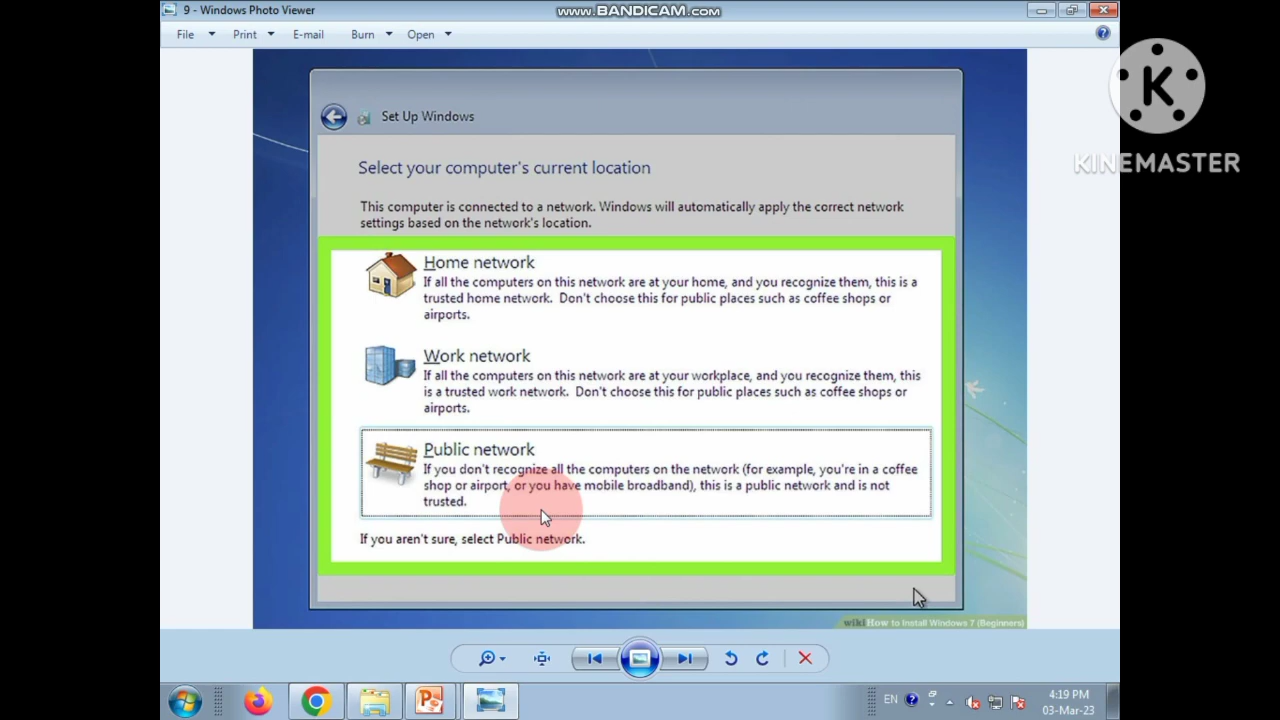 9 - Windows Photo Viewer
www.BANDICAM.com
File Print E-mail Burn Open
K
KINEMASTER
Set Up Windows
Select your computer's current location
This computer is connected to a network. Windows will automatically apply the correct network
settings based on the network's location.
Home network
If all the computers on this network are at your home, and you recognize them, this is a
trusted home network. Don't choose this for public places such as coffee shops or
airports.
Work network
If all the computers on this network are at your workplace, and you recognize them, this
is a trusted work network. Don't choose this for public places such as coffee shops or
airports.
Public network
If you don't recognize all the computers on the network (for example, you're in a coffee
shop or airport, or you have mobile broadband), this is a public network and is not
trusted.
If you aren't sure, select Public network.
wikiHow to Install Windows 7 (Beginners)
EN
4:19 PM
03-Mar-23